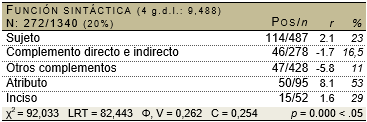 FUNCIÓN SINTÁCTICA (4 g.d.l.: 9,488)
N: 272/1340 (20%) POS/n r %
Sujeto 114/487 2.1 23
Complemento directo e indirecto 46/278 -1.7 16,5
Otros complementos 47/428 -5.8 11
Atributo 50/95 8.1 53
Inciso 15/52 1.6 29
χ² = 92,033 LRT = 82,443 Φ, V = 0,262 C = 0,254 p = 0.000 < .05